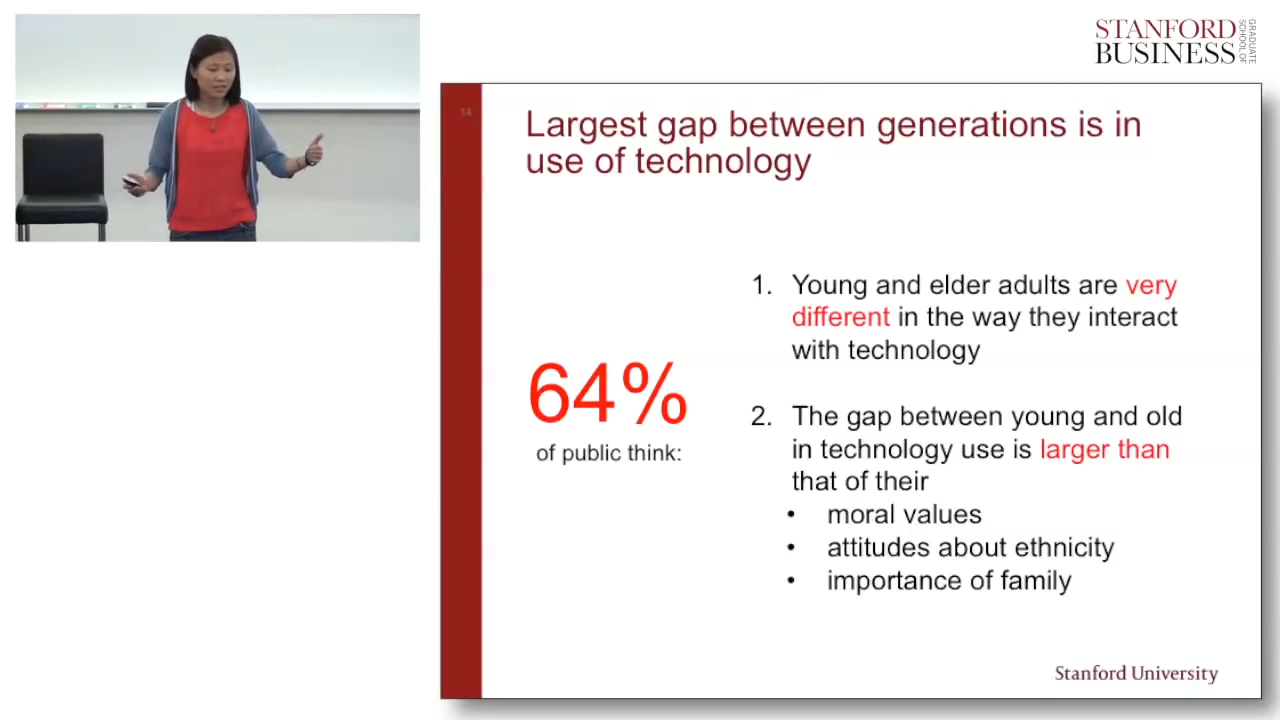 STANFORD
BUSINESS
GRADUATE
SCHOOL OF
14
Largest gap between generations is in
use of technology
64%
of public think:
1. Young and elder adults are very
different in the way they interact
with technology
2. The gap between young and old
in technology use is larger than
that of their
• moral values
• attitudes about ethnicity
• importance of family
Stanford University